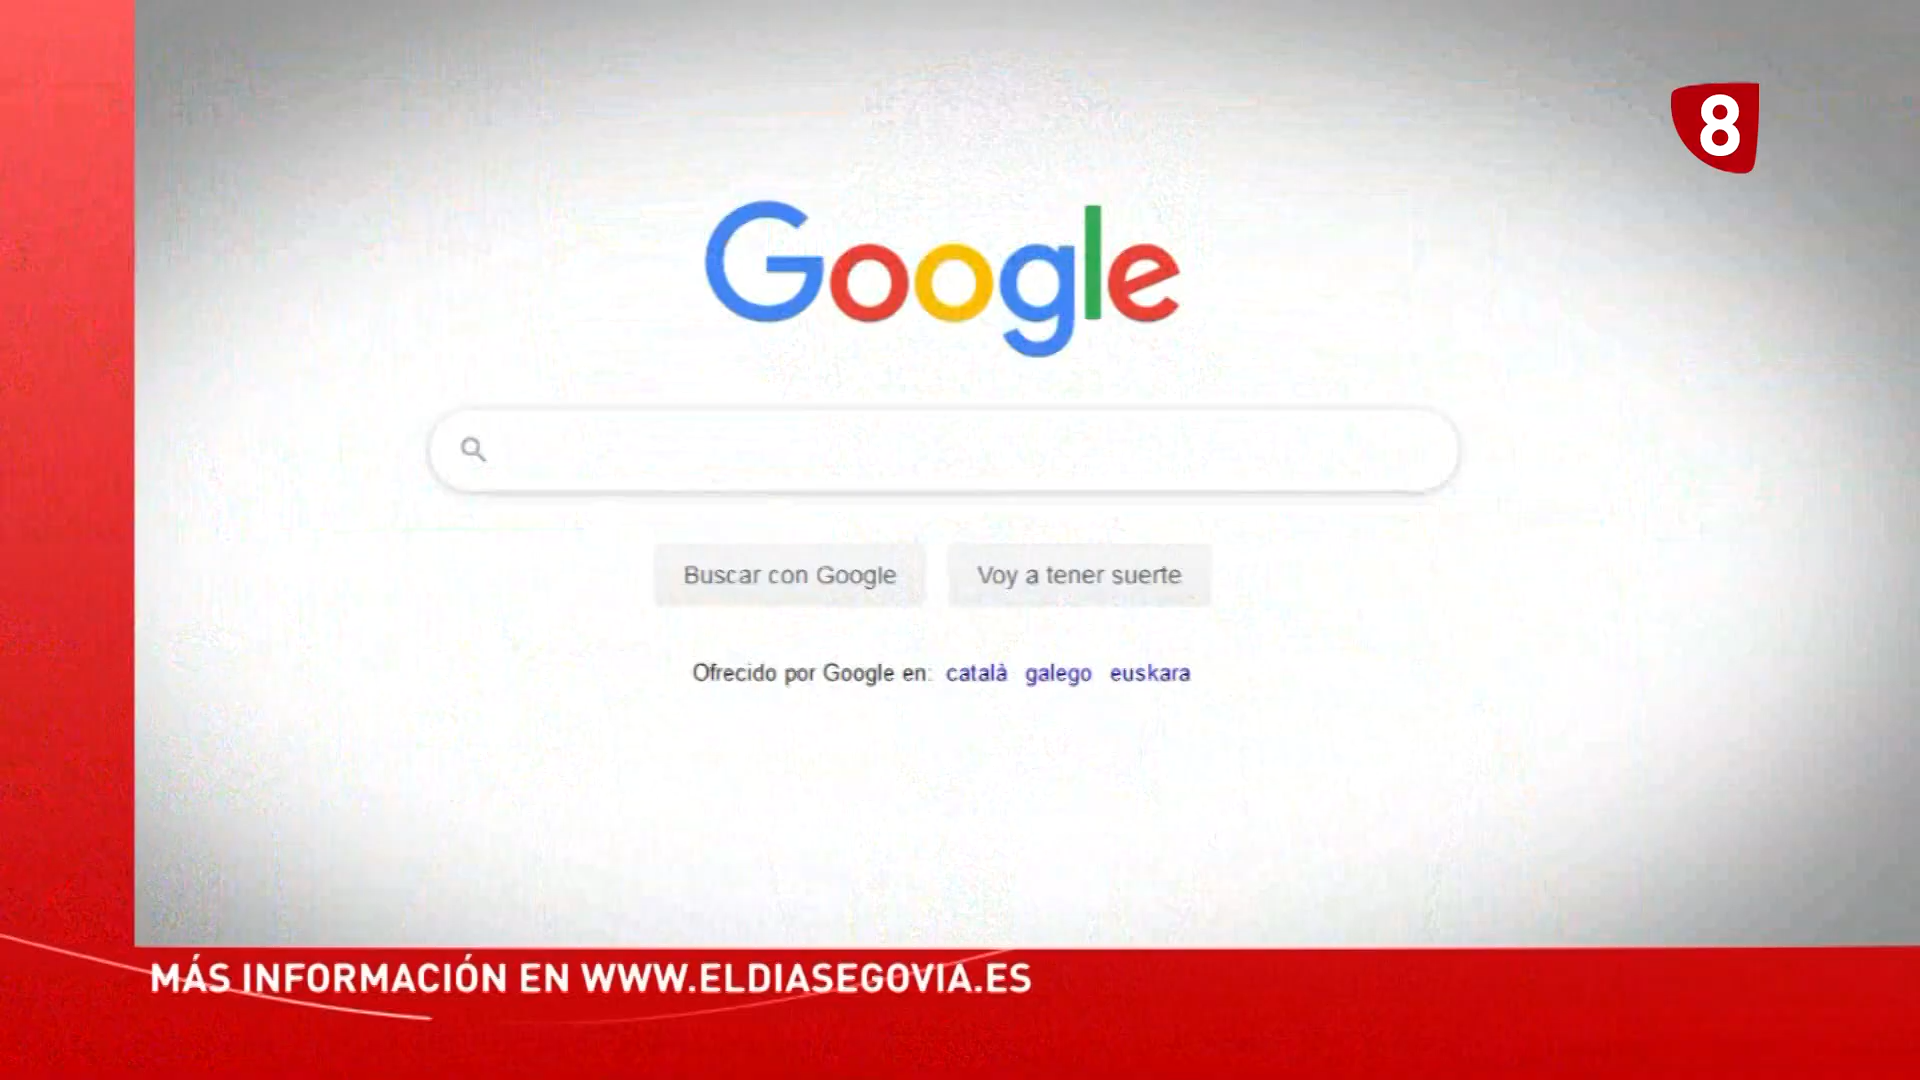 8
Google
Buscar con Google
Voy a tener suerte
Ofrecido por Google en: català galego euskara
MÁS INFORMACIÓN EN WWW.ELDIASEGOVIA.ES